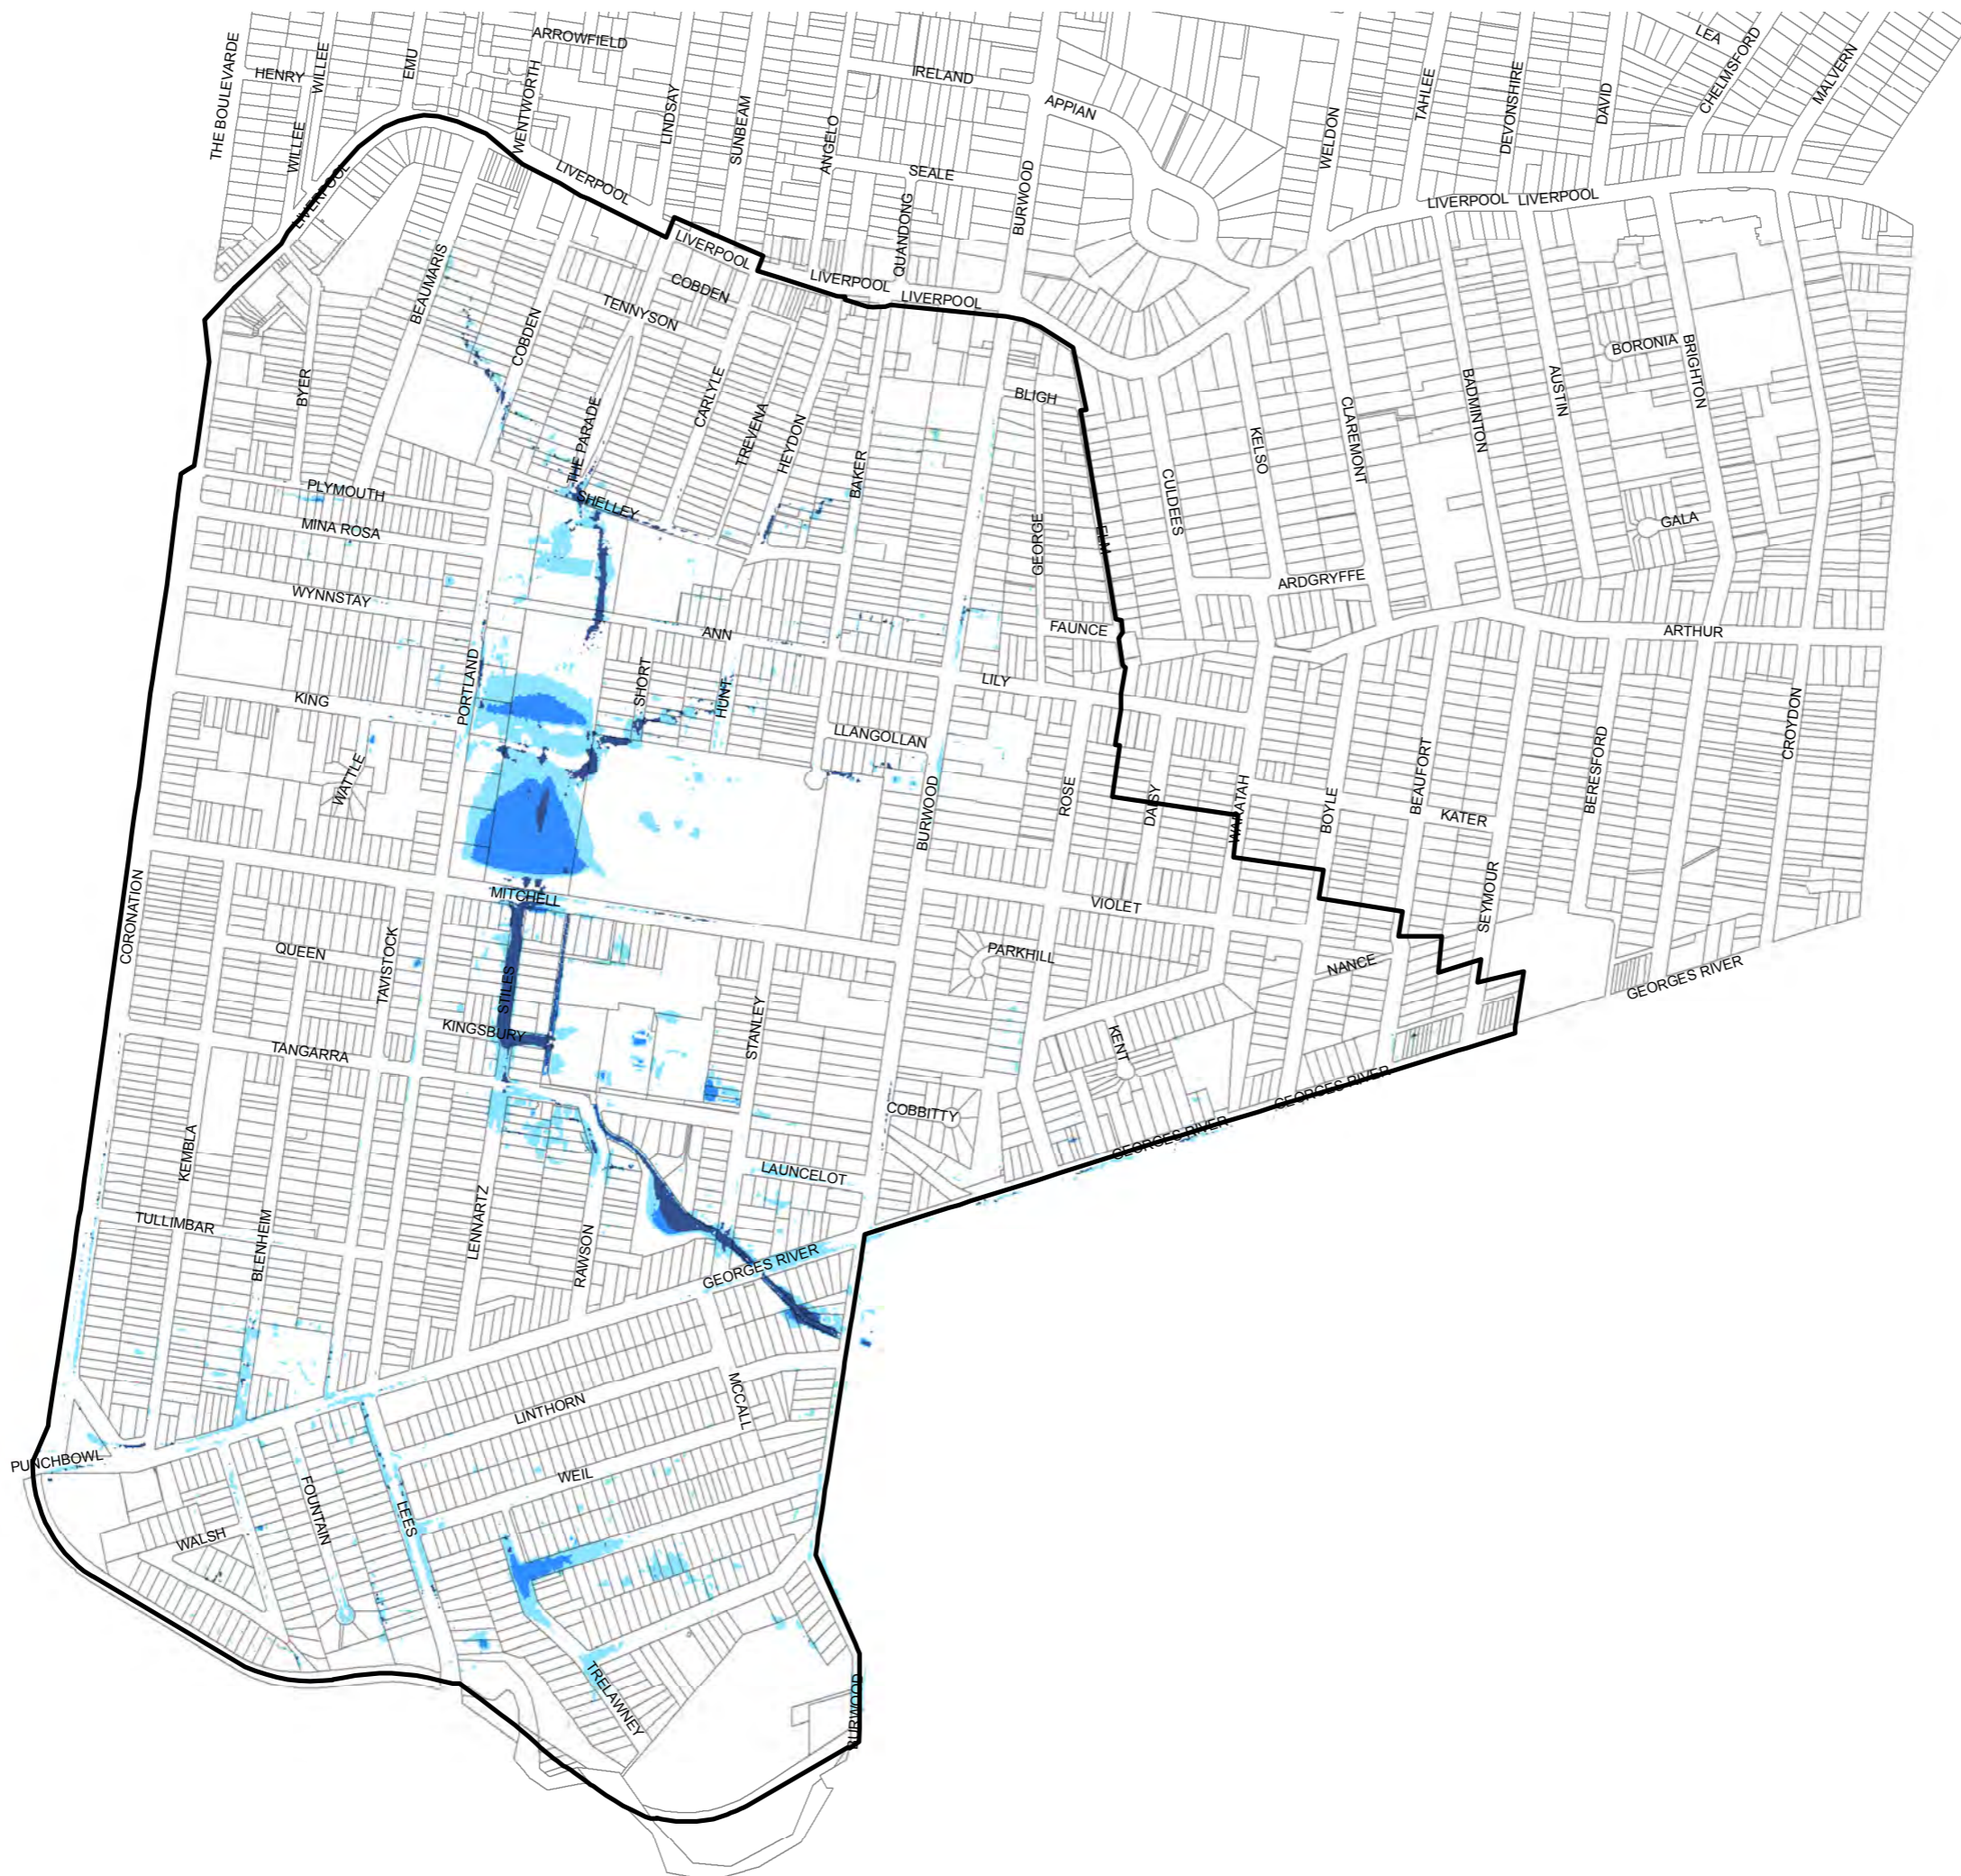 ARROWFIELD
THE BOULEVARDE
HENRY
WILLEE
EMU
WENTWORTH
LINDSAY
SUNBEAM
ANGELO
IRELAND
APPIAN
WELDON
TAHLEE
DEVONSHIRE
DAVID
LEA
CHELMSFORD
MALVERN
WILLEE
LIVERPOOL
LIVERPOOL
SEALE
QUANDONG
BURWOOD
LIVERPOOL
LIVERPOOL
LIVERPOOL
LIVERPOOL
LIVERPOOL
LIVERPOOL
BEAUMARIS
COBDEN
COBDEN
TENNYSON
BYER
THE PARADE
CARLYLE
TREVENA
HEYDON
BAKER
BLIGH
GEORGE
ELM
CULDEES
KELSO
CLAREMONT
BADMINTON
AUSTIN
BORONIA
BRIGHTON
GALA
PLYMOUTH
SHELLEY
MINA ROSA
WYNNSTAY
ANN
FAUNCE
ARDGRYFFE
ARTHUR
PORTLAND
SHORT
HUNT
LILY
KING
LLANGOLLAN
WATTLE
BURWOOD
ROSE
DAISY
WARATAH
BOYLE
BEAUFORT
KATER
BERESFORD
CROYDON
SEYMOUR
CORONATION
MITCHELL
VIOLET
QUEEN
TAVISTOCK
STILES
PARKHILL
NANCE
GEORGES RIVER
KINGSBURY
STANLEY
TANGARRA
KENT
GEORGES RIVER
COBBITTY
GEORGES RIVER
KEMBLA
LAUNCELOT
TULLIMBAR
BLENHEIM
LENNARTZ
RAWSON
GEORGES RIVER
LINTHORN
MCCALL
PUNCHBOWL
WEIL
FOUNTAIN
LEES
WALSH
TRELAWNEY
BURWOOD